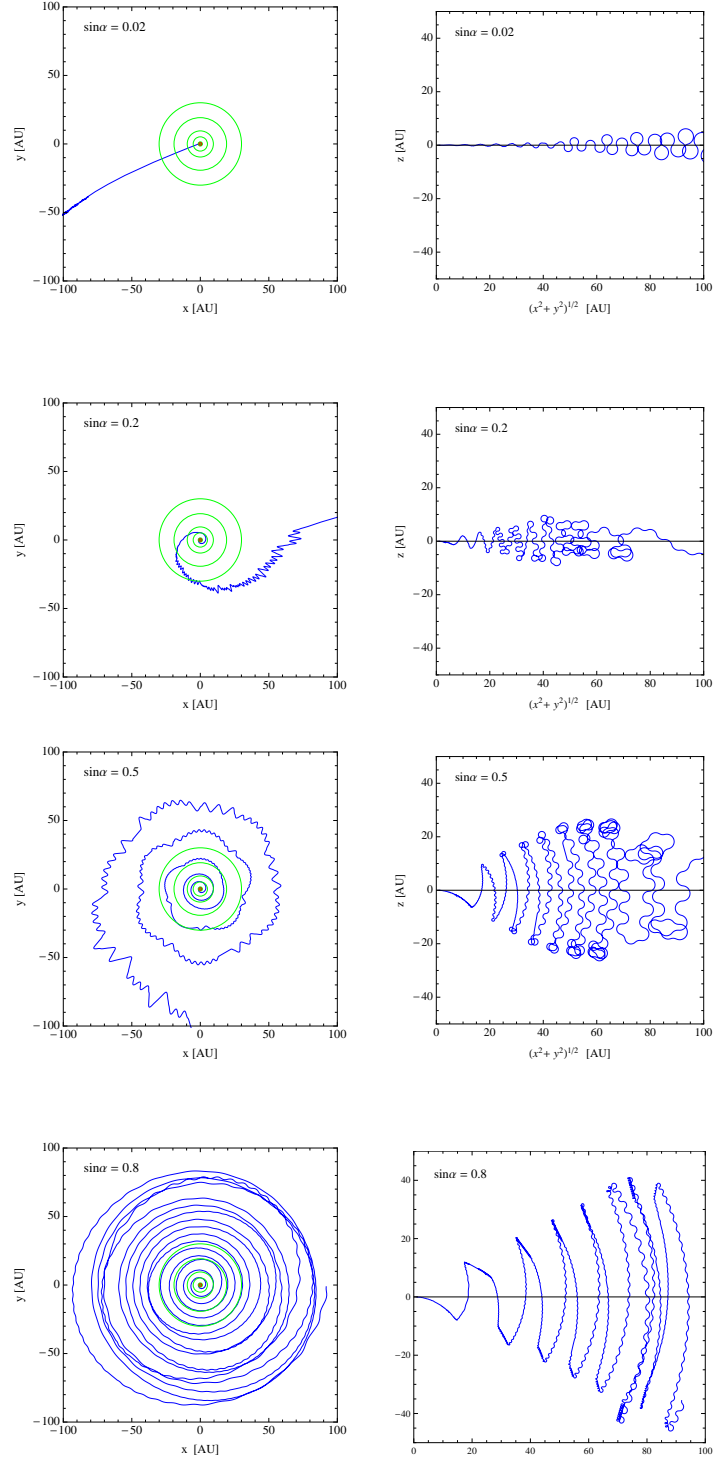 sinα = 0.02
100
50
0
−50
−100
y [AU]
−100 −50 0 50 100
x [AU]
sinα = 0.02
40
20
0
−20
−40
z [AU]
0 20 40 60 80 100
(x² + y²)^1/2 [AU]
sinα = 0.2
100
50
0
−50
−100
y [AU]
−100 −50 0 50 100
x [AU]
sinα = 0.2
40
20
0
−20
−40
z [AU]
0 20 40 60 80 100
(x² + y²)^1/2 [AU]
sinα = 0.5
100
50
0
−50
−100
y [AU]
−100 −50 0 50 100
x [AU]
sinα = 0.5
40
20
0
−20
−40
z [AU]
0 20 40 60 80 100
(x² + y²)^1/2 [AU]
sinα = 0.8
100
50
0
−50
−100
y [AU]
−100 −50 0 50 100
x [AU]
sinα = 0.8
40
20
0
−20
−40
0 20 40 60 80 100